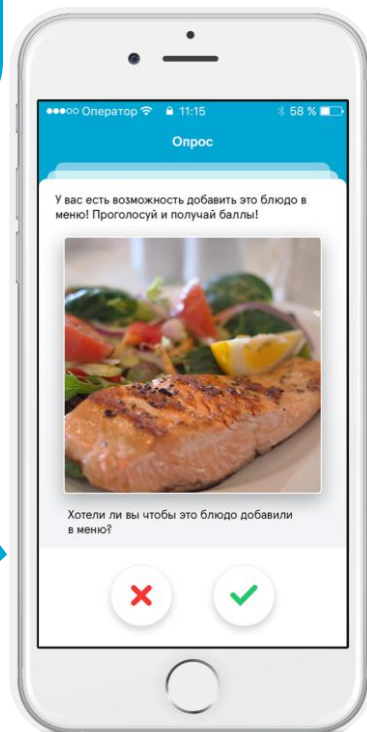 ●●●○○ Оператор 11:15 58 %
Опрос
У вас есть возможность добавить это блюдо в
меню! Проголосуй и получай баллы!
Хотели ли вы чтобы это блюдо добавили
в меню?